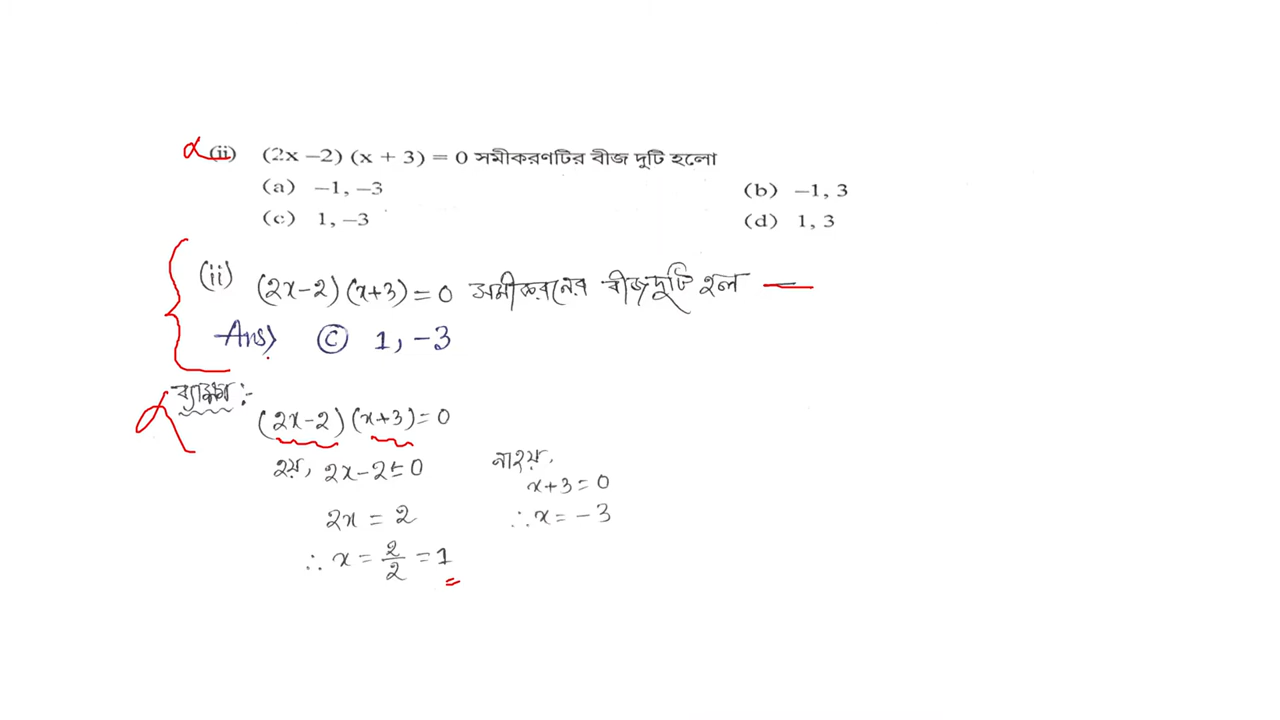 (ii) (2x −2) (x + 3) = 0 সমীকরণটির বীজ দুটি হলো
(a) −1, −3
(b) −1, 3
(c) 1, −3
(d) 1, 3
(ii) (2x−2) (x+3) = 0 সমীকরনের বীজদুটি হল —
Ans> ⓒ 1, −3
ব্যাক্ষা :-
(2x−2) (x+3) = 0
হয়, 2x−2 = 0
2x = 2
∴ x = 2/2 = 1
নাহয়,
x+3 = 0
∴ x = −3